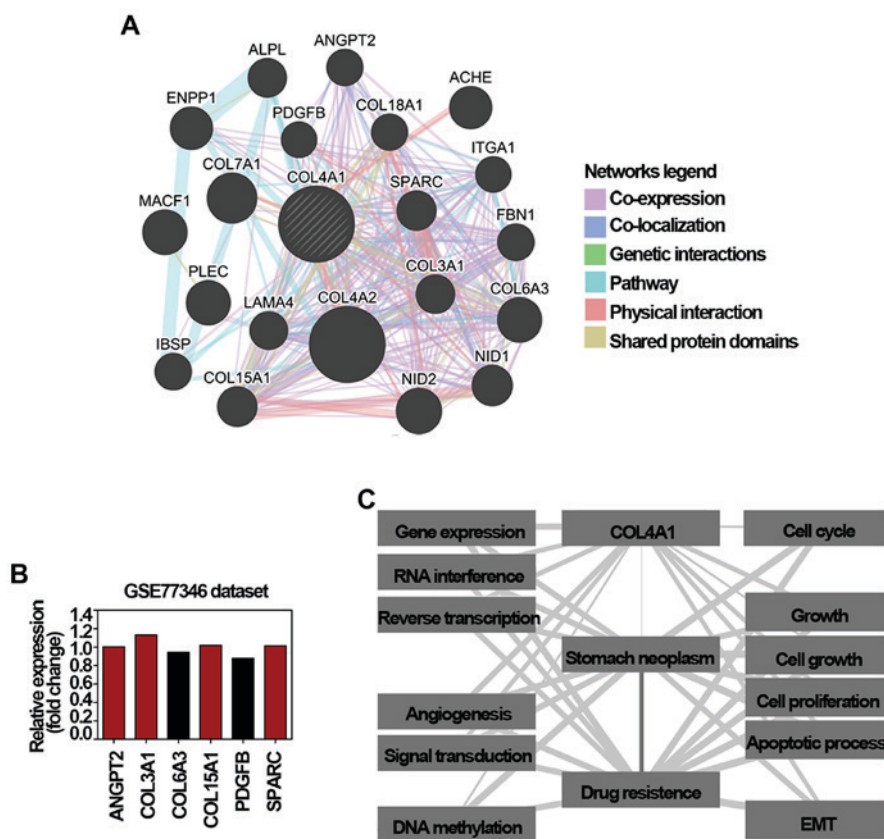 A
ALPL
ANGPT2
ACHE
ENPP1
PDGFB
COL18A1
COL7A1
COL4A1
ITGA1
SPARC
MACF1
FBN1
PLEC
COL3A1
LAMA4
COL4A2
COL6A3
IBSP
COL15A1
NID2
NID1
Networks legend
Co-expression
Co-localization
Genetic interactions
Pathway
Physical interaction
Shared protein domains
B
GSE77346 dataset
Relative expression
(fold change)
1.4
1.2
1.0
0.8
0.6
0.4
0.2
0.0
ANGPT2
COL3A1
COL6A3
COL15A1
PDGFB
SPARC
C
Gene expression
COL4A1
Cell cycle
RNA interference
Reverse transcription
Growth
Stomach neoplasm
Cell growth
Cell proliferation
Angiogenesis
Signal transduction
Apoptotic process
Drug resistence
DNA methylation
EMT